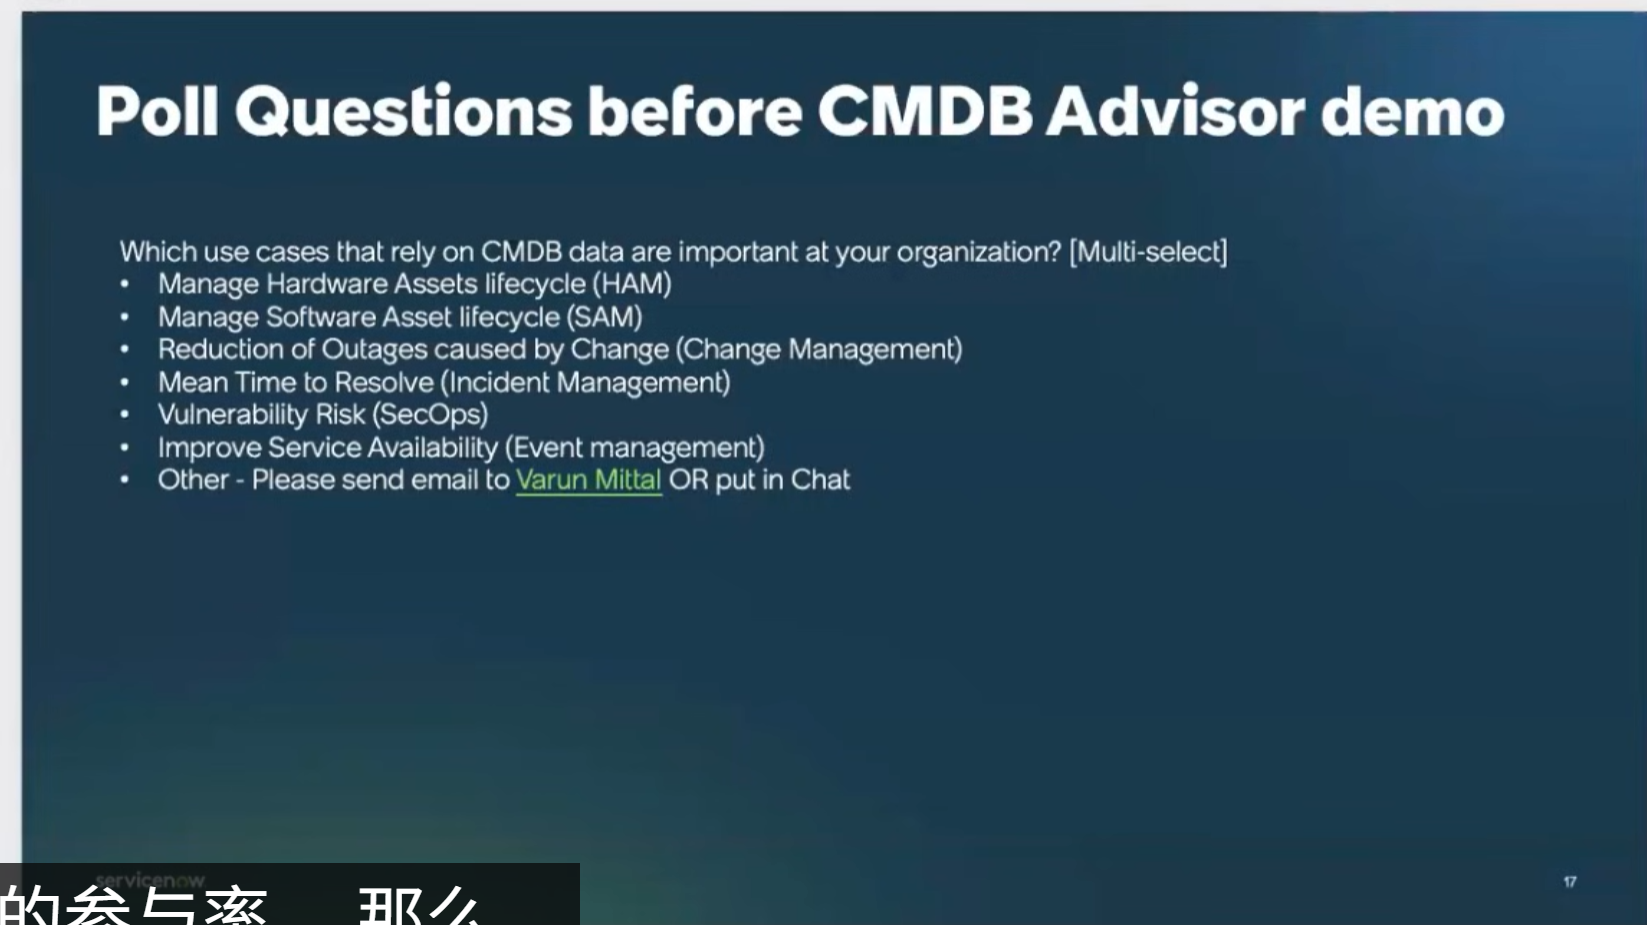 Poll Questions before CMDB Advisor demo
Which use cases that rely on CMDB data are important at your organization? [Multi-select]
• Manage Hardware Assets lifecycle (HAM)
• Manage Software Asset lifecycle (SAM)
• Reduction of Outages caused by Change (Change Management)
• Mean Time to Resolve (Incident Management)
• Vulnerability Risk (SecOps)
• Improve Service Availability (Event management)
• Other - Please send email to Varun Mittal OR put in Chat
servicenow
17
的参与率 那么